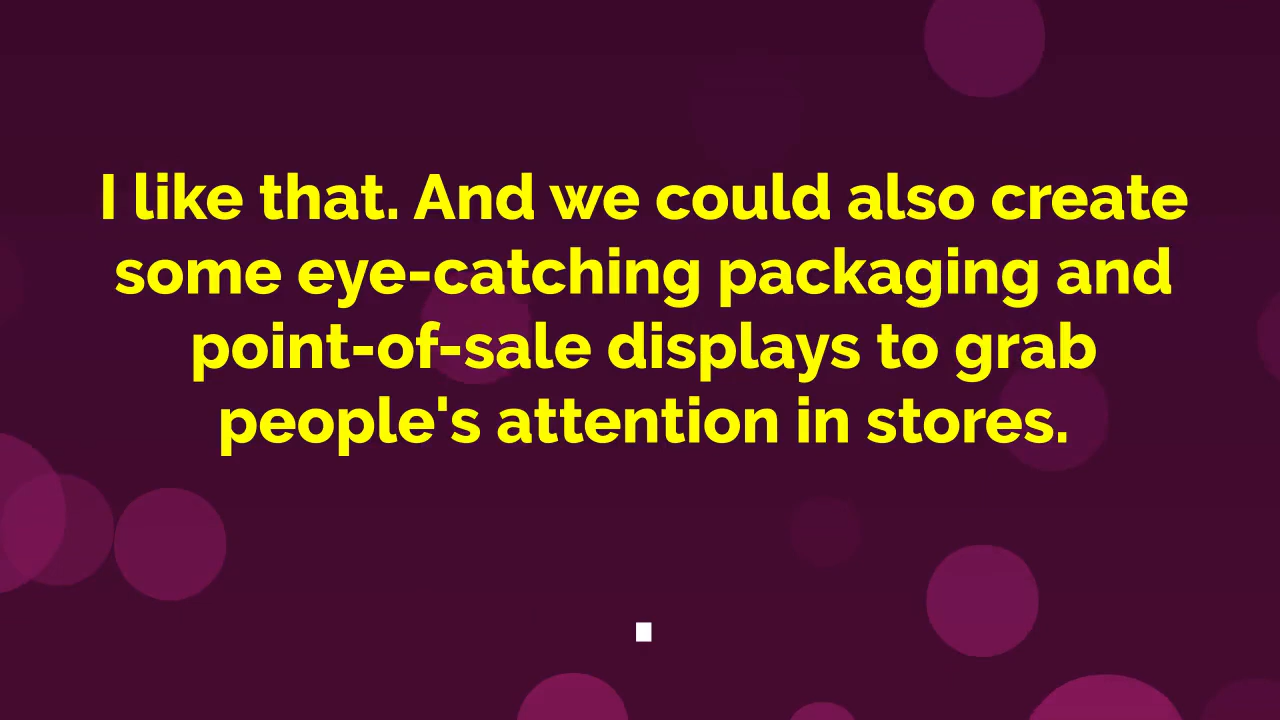 I like that. And we could also create
some eye-catching packaging and
point-of-sale displays to grab
people's attention in stores.